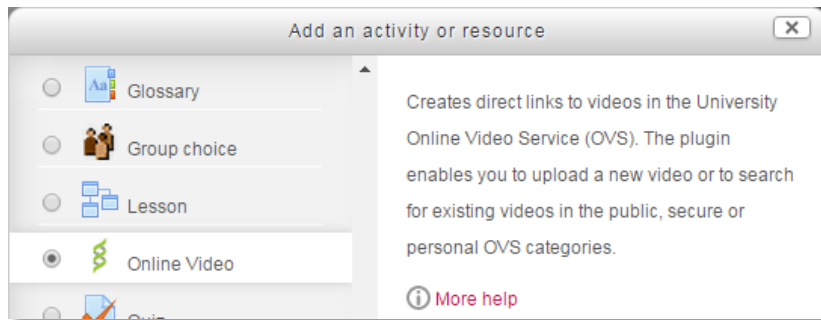 Add an activity or resource
Glossary
Group choice
Lesson
Online Video
Quiz
Creates direct links to videos in the University
Online Video Service (OVS). The plugin
enables you to upload a new video or to search
for existing videos in the public, secure or
personal OVS categories.
More help